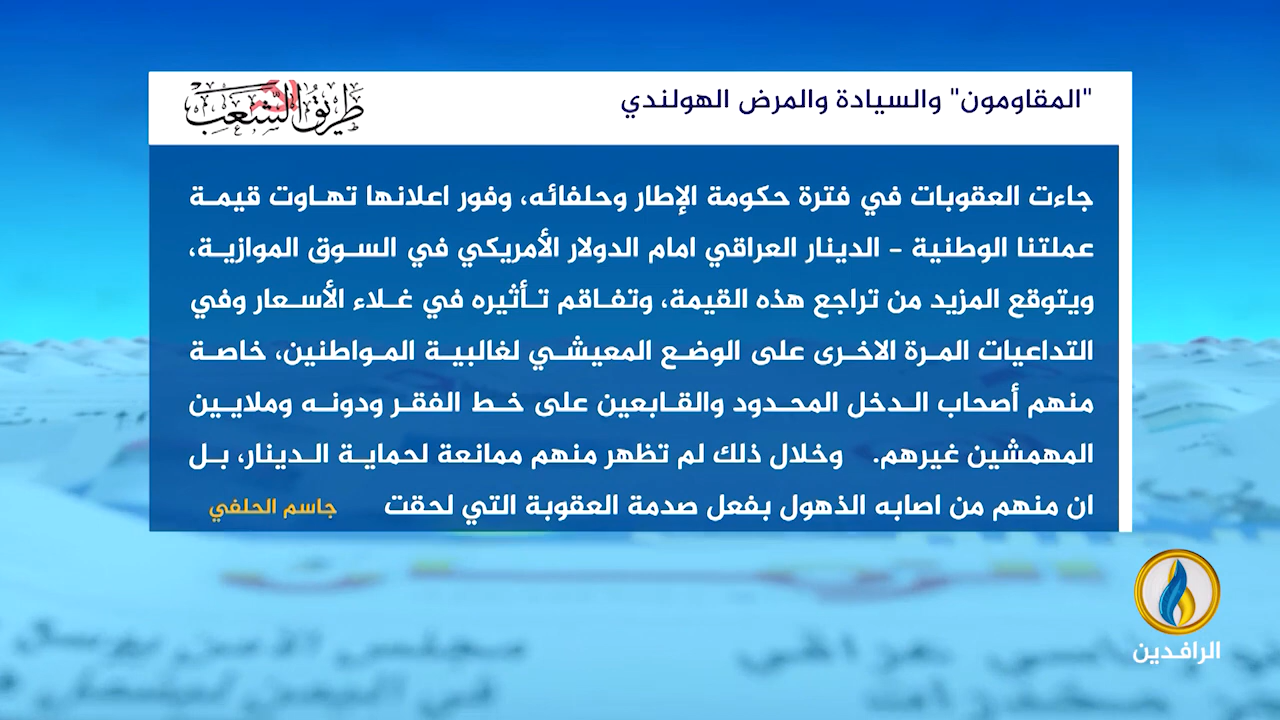 "المقاومون" والسيادة والمرض الهولندي
طريق الشعب
جاءت العقوبات في فترة حكومة الإطار وحلفائه، وفور اعلانها تهاوت قيمة
عملتنا الوطنية – الدينار العراقي امام الدولار الأمريكي في السوق الموازية،
ويتوقع المزيد من تراجع هذه القيمة، وتفاقم تأثيره في غلاء الأسعار وفي
التداعيات المرة الاخرى على الوضع المعيشي لغالبية المواطنين، خاصة
منهم أصحاب الدخل المحدود والقابعين على خط الفقر ودونه وملايين
المهمشين غيرهم. وخلال ذلك لم تظهر منهم ممانعة لحماية الدينار، بل
ان منهم من اصابه الذهول بفعل صدمة العقوبة التي لحقت
جاسم الحلفي
الرافدين
مجلس الأمن
في اليمن